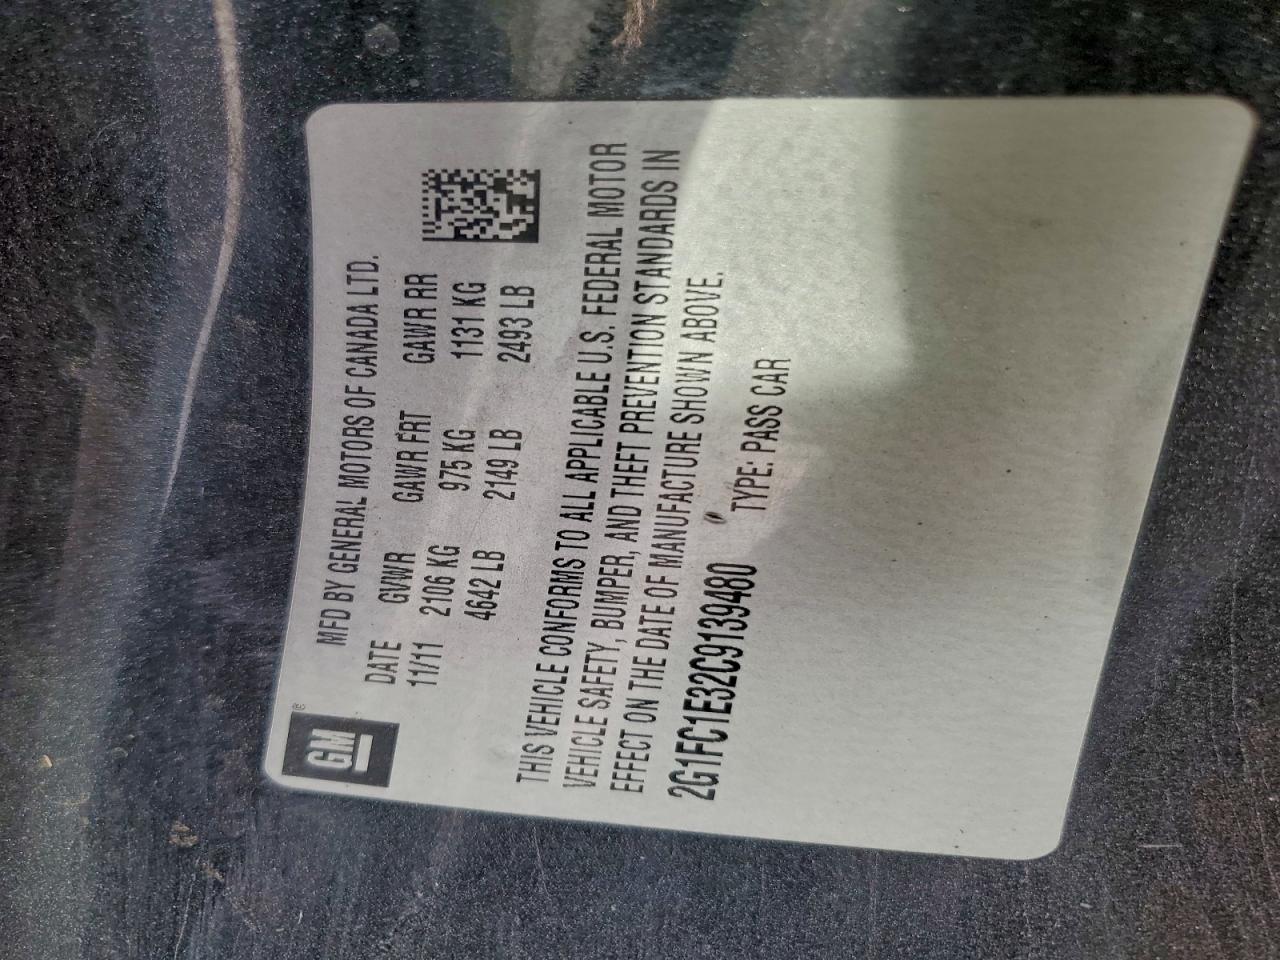 GM ®
MFD BY GENERAL MOTORS OF CANADA LTD.
DATE GVWR GAWR FRT GAWR RR
11/11 2106 KG 975 KG 1131 KG
4642 LB 2149 LB 2493 LB
THIS VEHICLE CONFORMS TO ALL APPLICABLE U.S. FEDERAL MOTOR
VEHICLE SAFETY, BUMPER, AND THEFT PREVENTION STANDARDS IN
EFFECT ON THE DATE OF MANUFACTURE SHOWN ABOVE.
2G1FC1E32C9139480 TYPE: PASS CAR